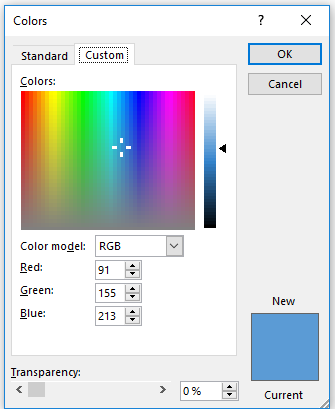 Colors ?
Standard Custom
OK
Cancel
Colors:
Color model: RGB
Red: 91
Green: 155
Blue: 213
New
Current
Transparency:
0 %